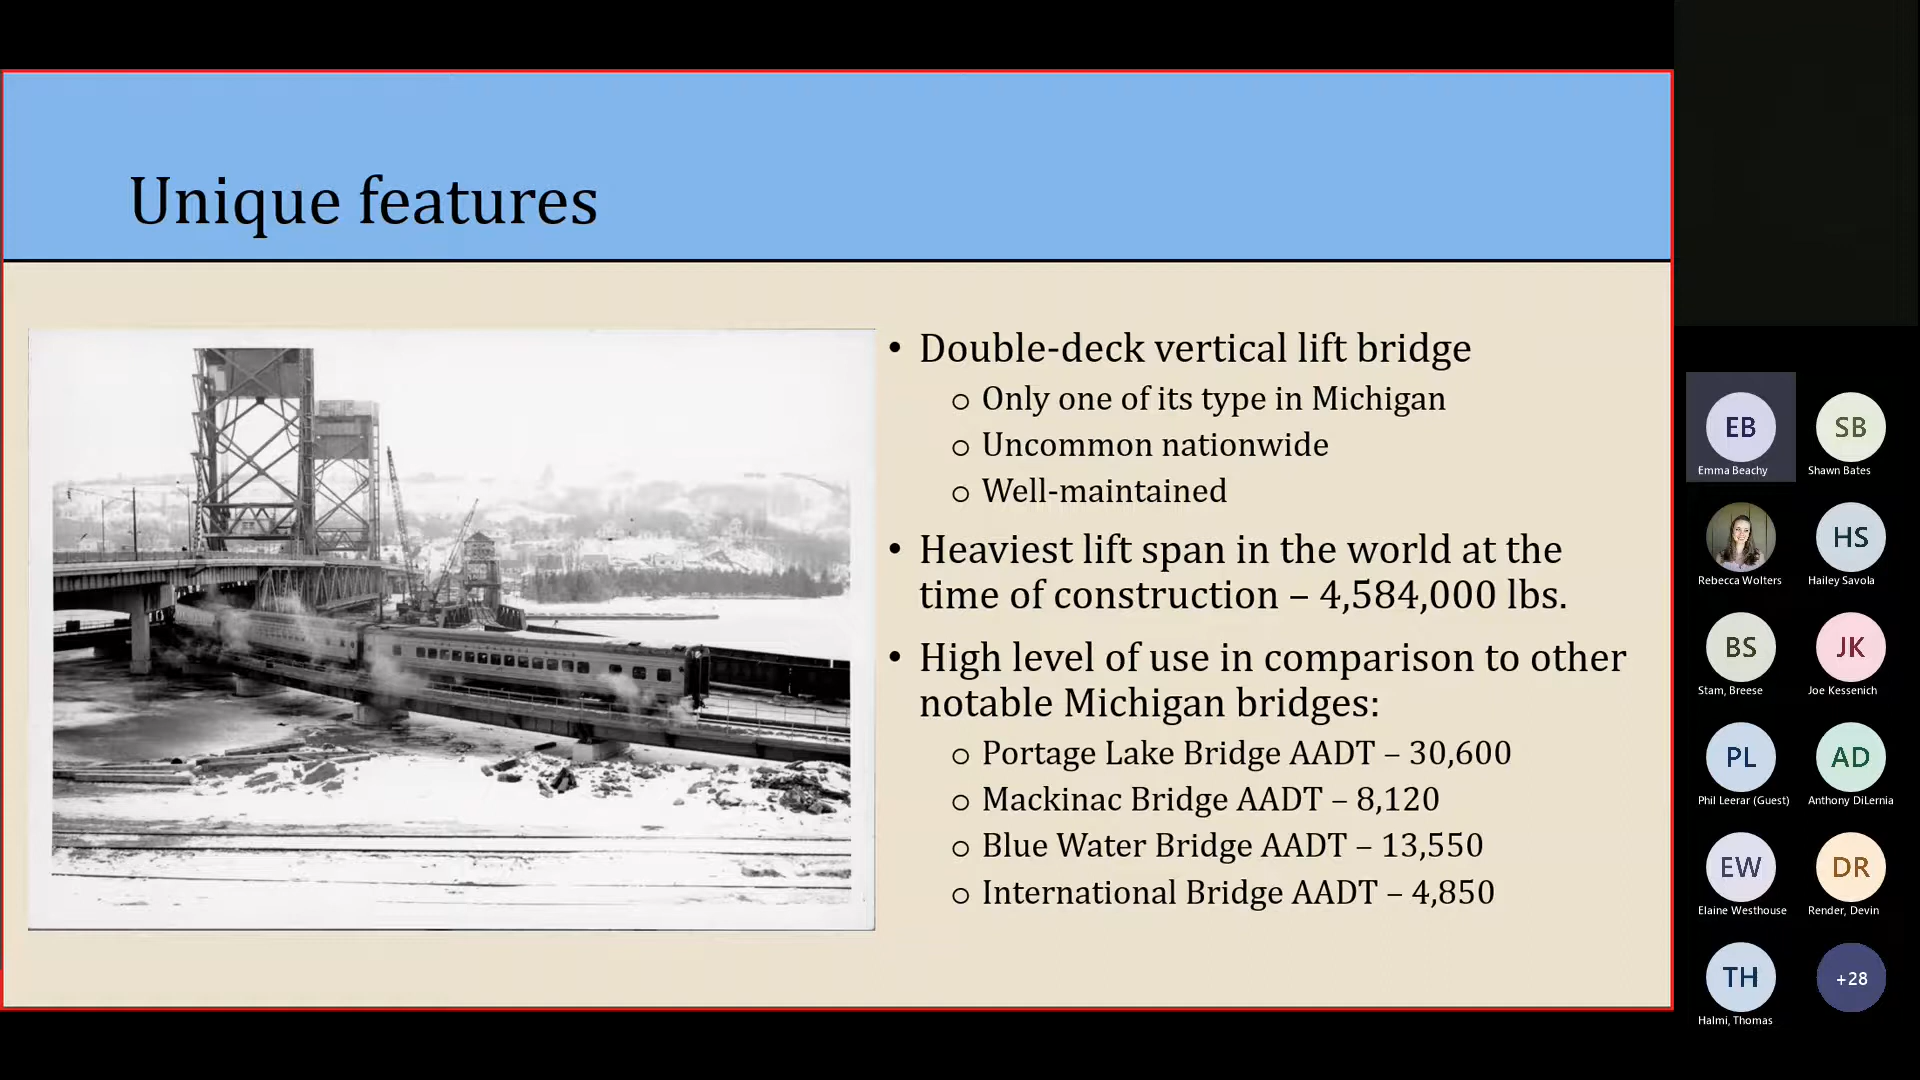 Unique features
• Double-deck vertical lift bridge
o Only one of its type in Michigan
o Uncommon nationwide
o Well-maintained
• Heaviest lift span in the world at the
time of construction – 4,584,000 lbs.
• High level of use in comparison to other
notable Michigan bridges:
o Portage Lake Bridge AADT – 30,600
o Mackinac Bridge AADT – 8,120
o Blue Water Bridge AADT – 13,550
o International Bridge AADT – 4,850
EB
Emma Beachy
SB
Shawn Bates
Rebecca Wolters
HS
Hailey Savola
BS
Stam, Breese
JK
Joe Kessenich
PL
Phil Leerar (Guest)
AD
Anthony DiLernia
EW
Elaine Westhouse
DR
Render, Devin
TH
Halmi, Thomas
+28